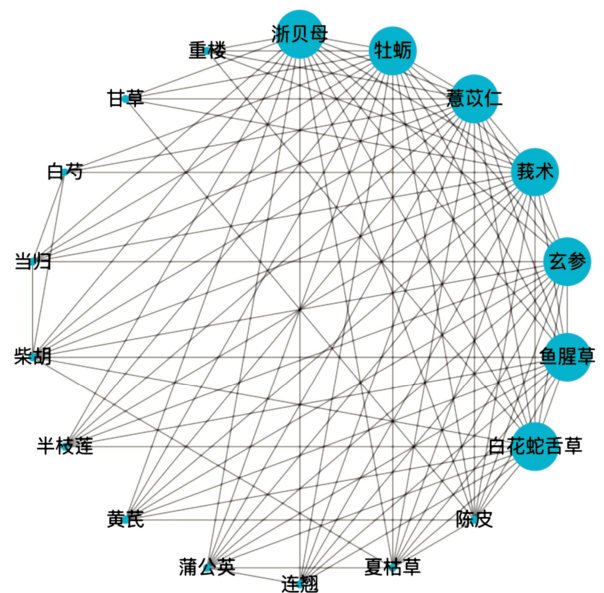 浙贝母
重楼
牡蛎
甘草
薏苡仁
白芍
莪术
当归
玄参
柴胡
鱼腥草
半枝莲
白花蛇舌草
黄芪
陈皮
蒲公英
连翘
夏枯草